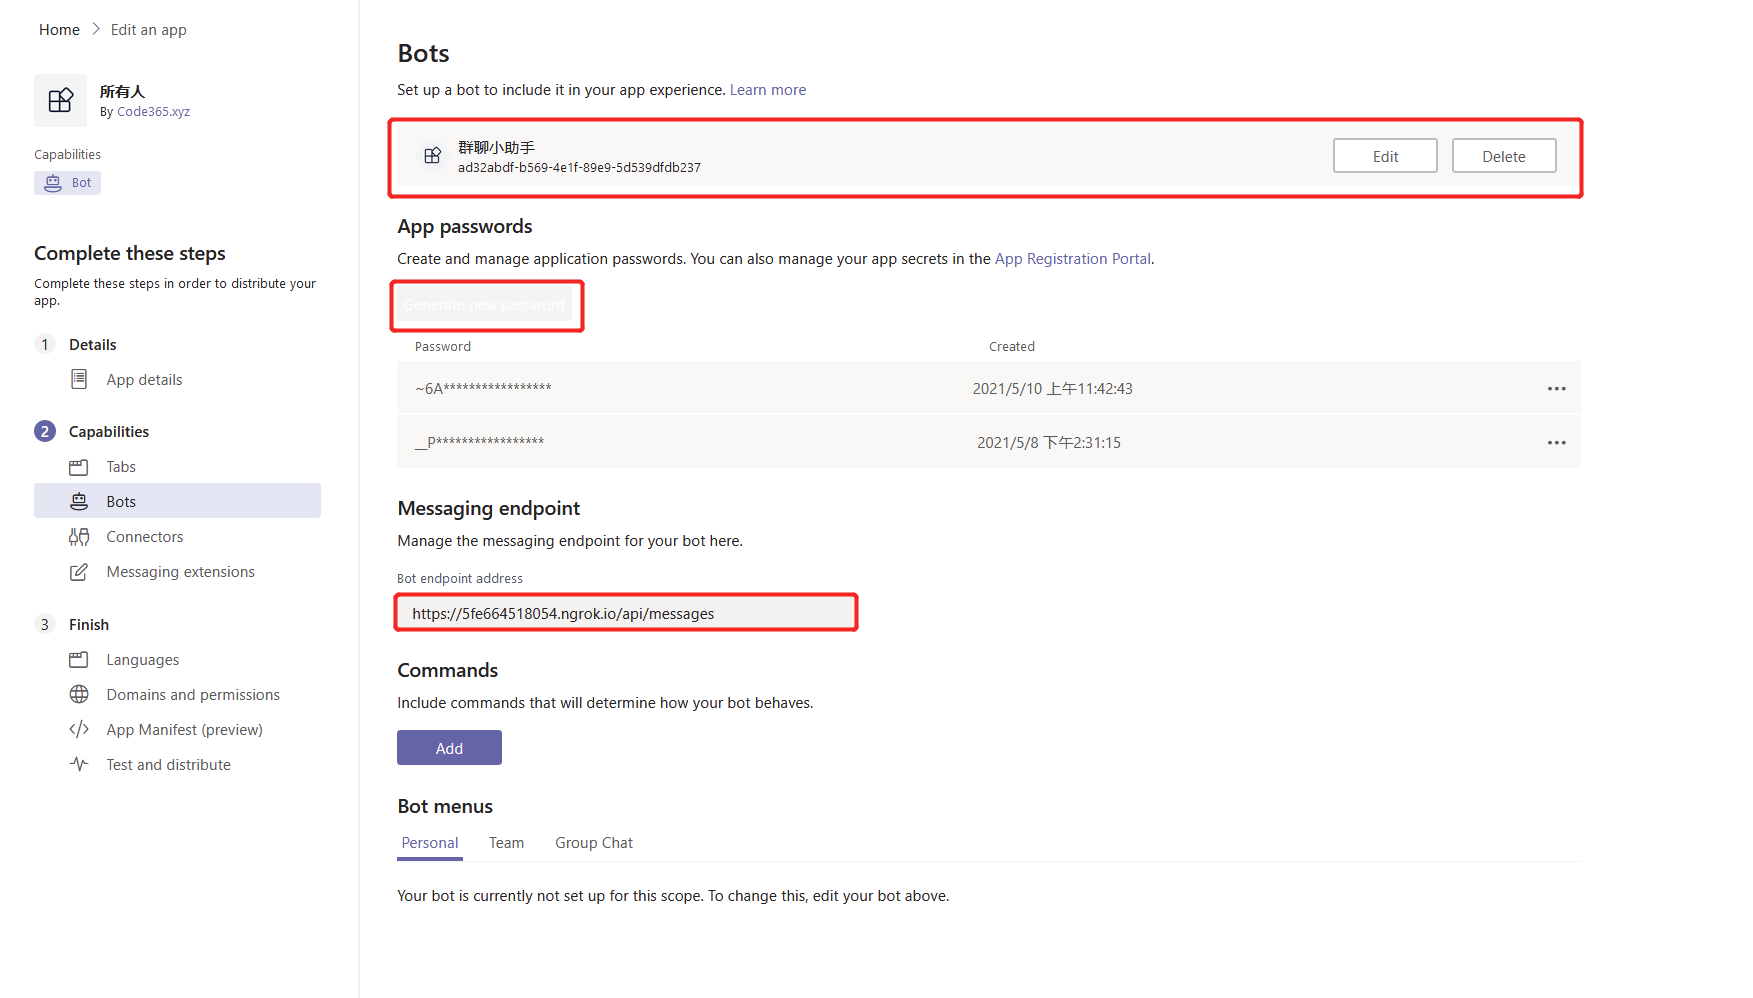 Home > Edit an app
所有人
By Code365.xyz
Capabilities
Bot
Complete these steps
Complete these steps in order to distribute your
app.
1 Details
App details
2 Capabilities
Tabs
Bots
Connectors
Messaging extensions
3 Finish
Languages
Domains and permissions
App Manifest (preview)
Test and distribute
Bots
Set up a bot to include it in your app experience. Learn more
群聊小助手
ad32abdf-b569-4e1f-89e9-5d539dfdb237
Edit Delete
App passwords
Create and manage application passwords. You can also manage your app secrets in the App Registration Portal.
Generate new password
Password Created
~6A***************** 2021/5/10 上午11:42:43
__P***************** 2021/5/8 下午2:31:15
Messaging endpoint
Manage the messaging endpoint for your bot here.
Bot endpoint address
https://5fe664518054.ngrok.io/api/messages
Commands
Include commands that will determine how your bot behaves.
Add
Bot menus
Personal Team Group Chat
Your bot is currently not set up for this scope. To change this, edit your bot above.